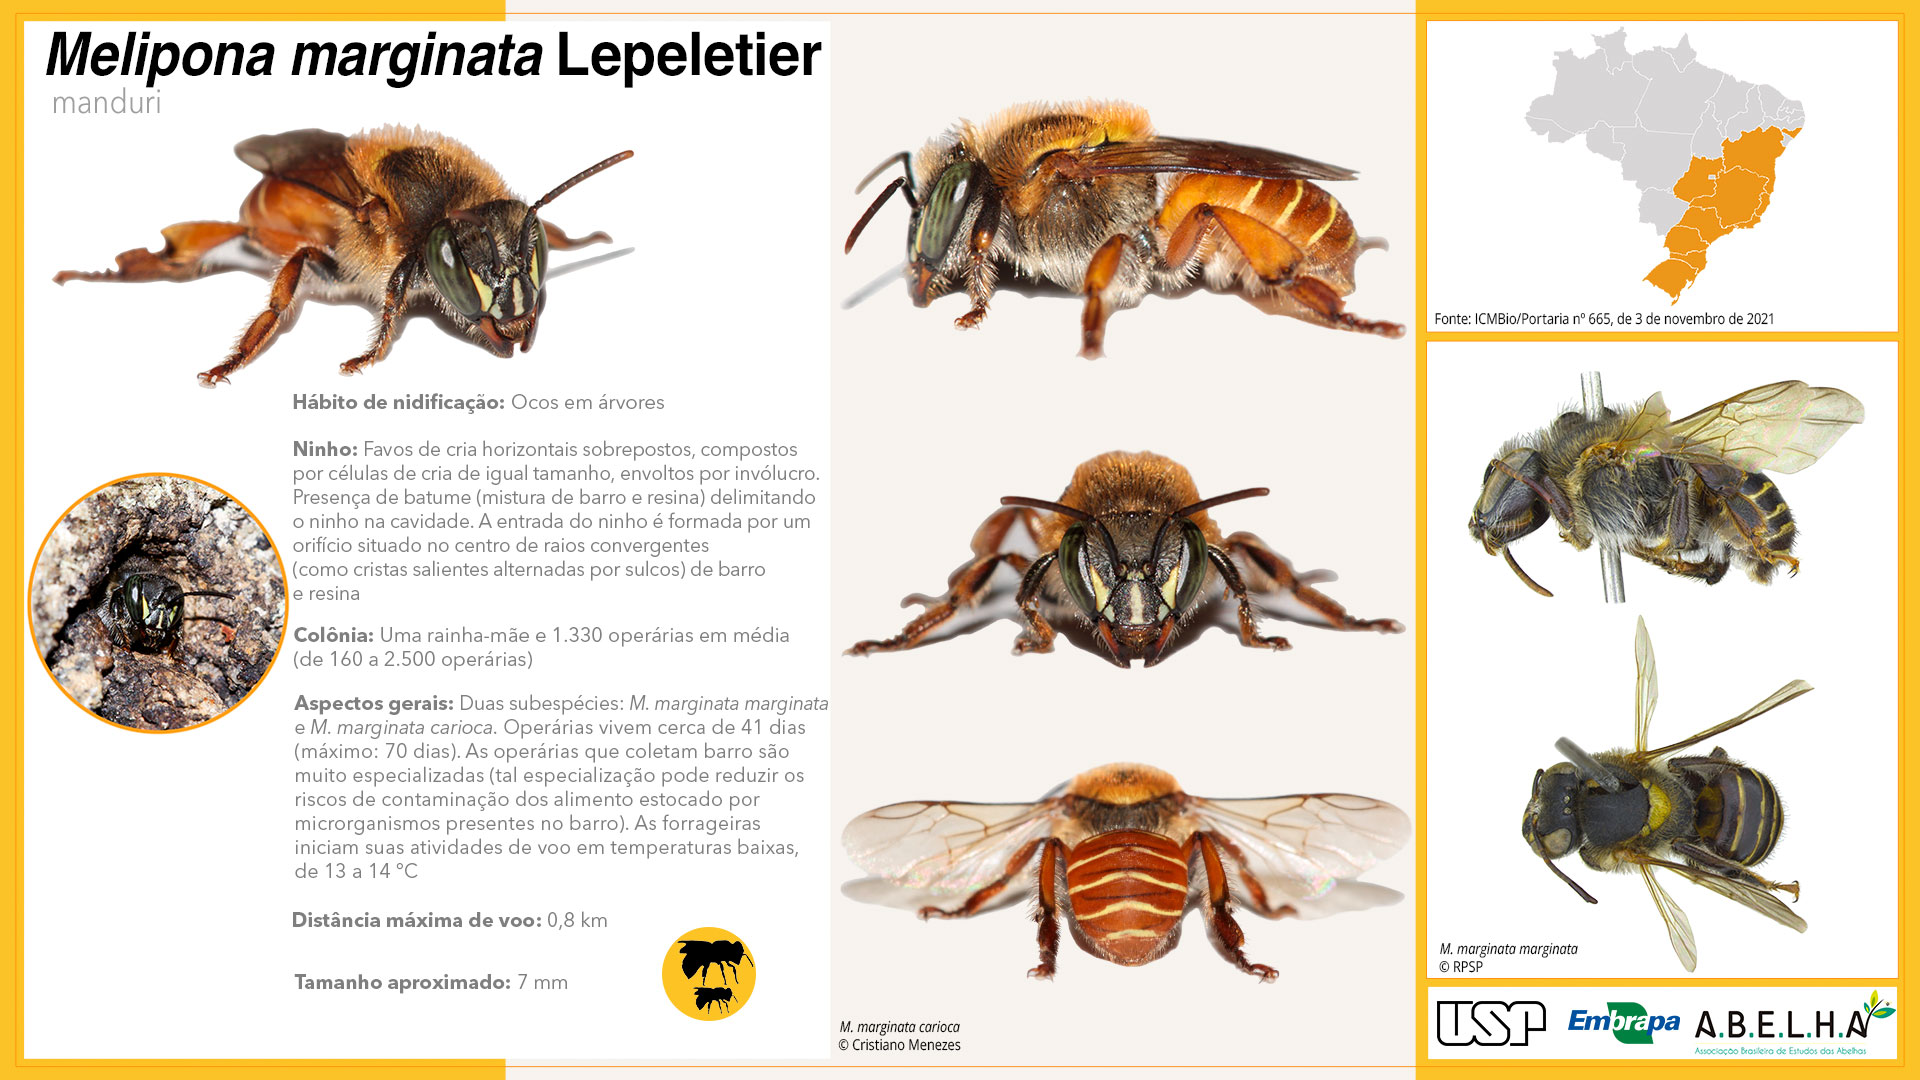 Melipona marginata Lepeletier
manduri
Hábito de nidificação: Ocos em árvores
Ninho: Favos de cria horizontais sobrepostos, compostos
por células de cria de igual tamanho, envoltos por invólucro.
Presença de batume (mistura de barro e resina) delimitando
o ninho na cavidade. A entrada do ninho é formada por um
orifício situado no centro de raios convergentes
(como cristas salientes alternadas por sulcos) de barro
e resina
Colônia: Uma rainha-mãe e 1.330 operárias em média
(de 160 a 2.500 operárias)
Aspectos gerais: Duas subespécies: M. marginata marginata
e M. marginata carioca. Operárias vivem cerca de 41 dias
(máximo: 70 dias). As operárias que coletam barro são
muito especializadas (tal especialização pode reduzir os
riscos de contaminação dos alimento estocado por
microrganismos presentes no barro). As forrageiras
iniciam suas atividades de voo em temperaturas baixas,
de 13 a 14 °C
Distância máxima de voo: 0,8 km
Tamanho aproximado: 7 mm
M. marginata carioca
© Cristiano Menezes
Fonte: ICMBio/Portaria nº 665, de 3 de novembro de 2021
M. marginata marginata
© RPSP
USP
Embrapa
A.B.E.L.H.A
Associação Brasileira de Estudos das Abelhas